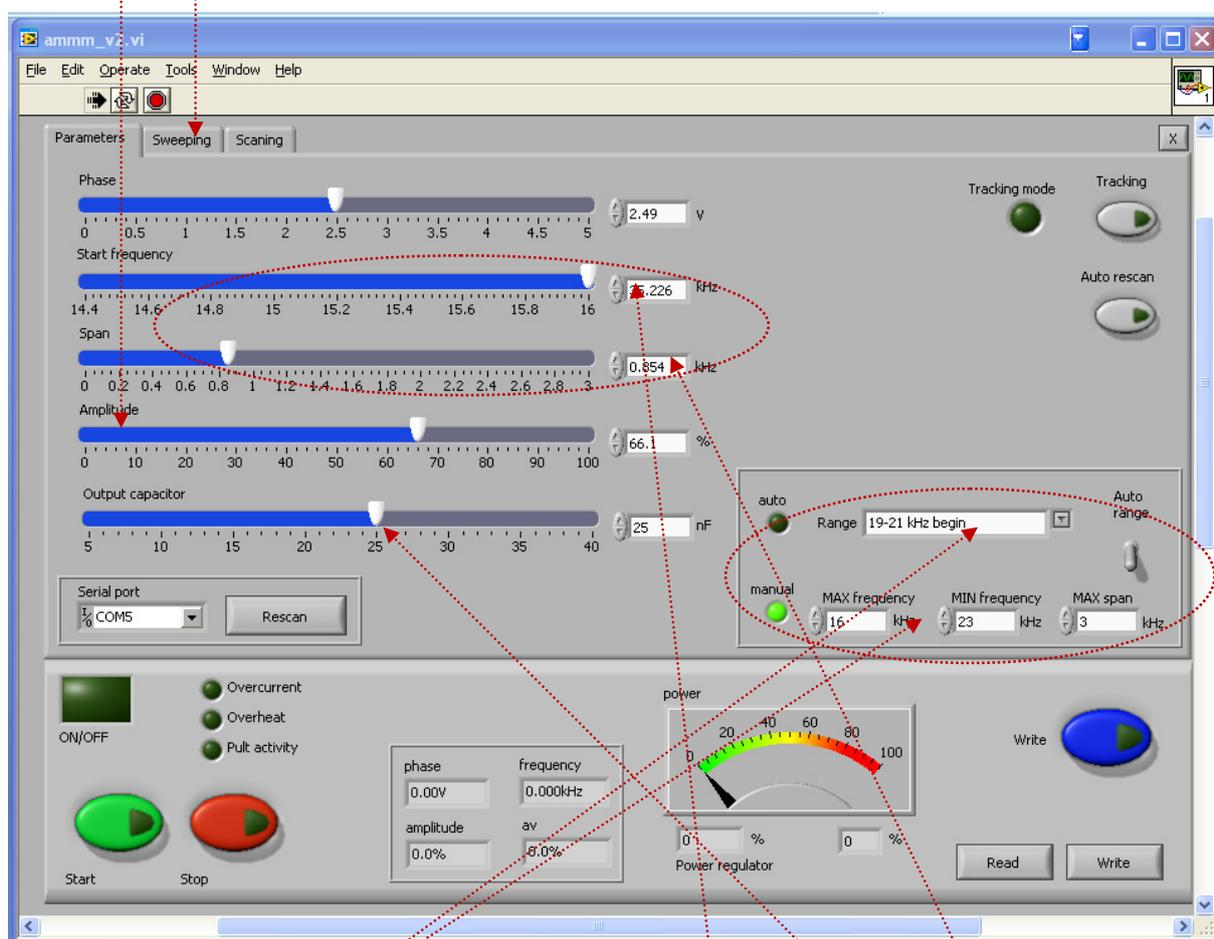 ammm_v2.vi
File Edit Operate Tools Window Help
1
Parameters Sweeping Scaning X
Phase
2.49 V
0 0.5 1 1.5 2 2.5 3 3.5 4 4.5 5
Tracking mode Tracking
Start frequency
kHz
14.4 14.6 14.8 15 15.2 15.4 15.6 15.8 16
Auto rescan
Span
0.854 kHz
0 0.2 0.4 0.6 0.8 1 1.2 1.4 1.6 1.8 2 2.2 2.4 2.6 2.8 3
Amplitude
66.1 %
0 10 20 30 40 50 60 70 80 90 100
Output capacitor
25 nF
5 10 15 20 25 30 35 40
auto Range 19-21 kHz begin Auto range
manual MAX frequency MIN frequency MAX span
16 kHz 23 kHz 3 kHz
Serial port
COM5 Rescan
ON/OFF
Overcurrent
Overheat
Pult activity
Start Stop
phase frequency
0.00V 0.000kHz
amplitude av
0.0% 0.0%
power
0 20 40 60 80 100
0 % 0 %
Power regulator
Write
Read Write